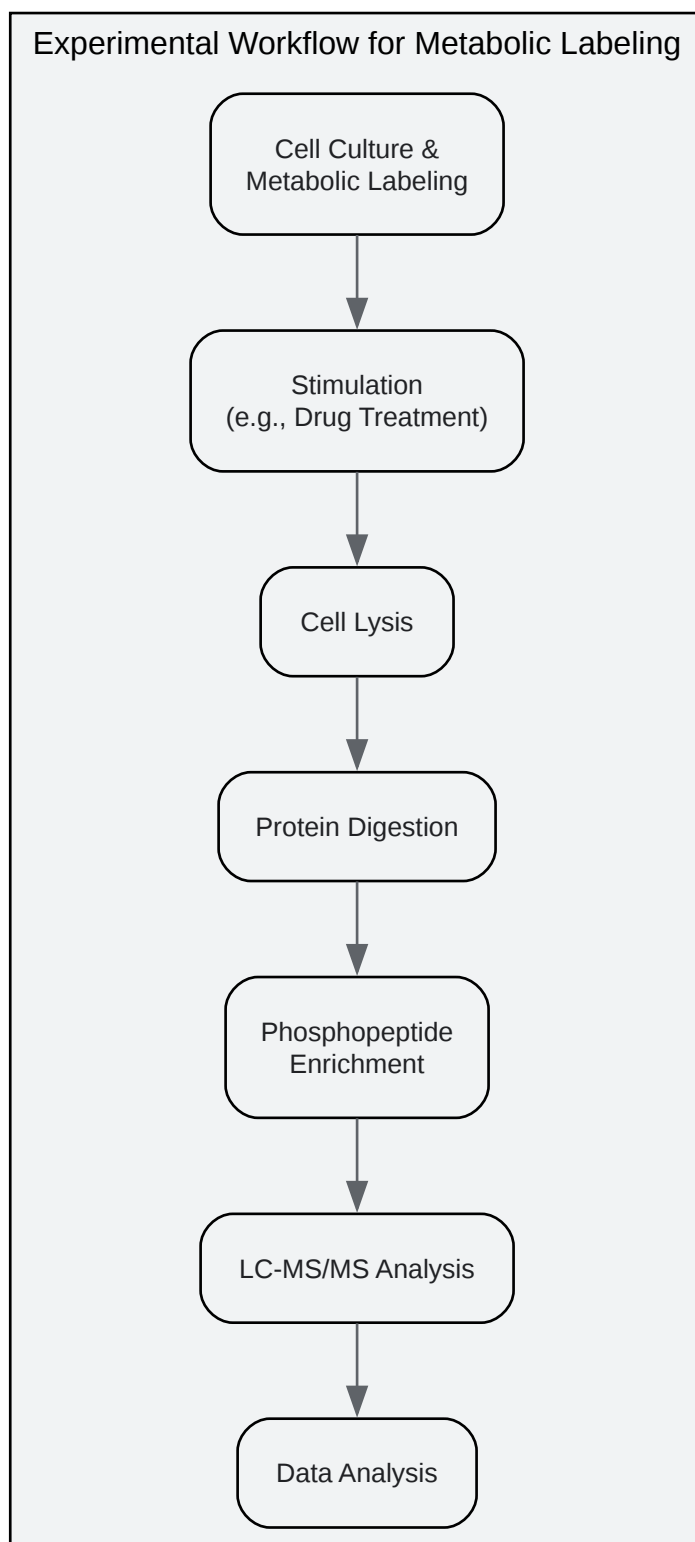 Experimental Workflow for Metabolic Labeling
Cell Culture &
Metabolic Labeling
Stimulation
(e.g., Drug Treatment)
Cell Lysis
Protein Digestion
Phosphopeptide
Enrichment
LC-MS/MS Analysis
Data Analysis